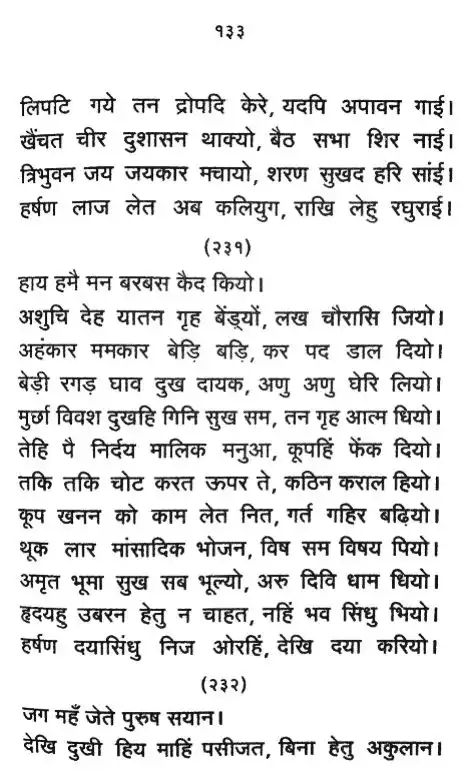 १३३
लिपटि गये तन द्रोपदि केरे, यदपि अपावन गाई।
खैंचत चीर दुशासन थाक्यो, बैठ सभा शिर नाई।
त्रिभुवन जय जयकार मचायो, शरण सुखद हरि सांई।
हर्षण लाज लेत अब कलियुग, राखि लेहु रघुराई।
(२३१)
हाय हमै मन बरबस कैद कियो।
अशुचि देह यातन गृह बेंड़्यों, लख चौरासि जियो।
अहंकार ममकार बेड़ि बड़ि, कर पद डाल दियो।
बेड़ी रगड़ घाव दुख दायक, अणु अणु घेरि लियो।
मुर्छा विवश दुखहि गिनि सुख सम, तन गृह आत्म धियो।
तेहि पै निर्दय मालिक मनुआ, कूपहिं फेंक दियो।
तकि तकि चोट करत ऊपर ते, कठिन कराल हियो।
कूप खनन को काम लेत नित, गर्त गहिर बढ़ियो।
थूक लार मांसादिक भोजन, विष सम विषय पियो।
अमृत भूमा सुख सब भूल्यो, अरु दिवि धाम धियो।
हृदयहु उबरन हेतु न चाहत, नहिं भव सिंधु भियो।
हर्षण दयासिंधु निज ओरहिं, देखि दया करियो।
(२३२)
जग महँ जेते पुरुष सयान।
देखि दुखी हिय माहिं पसीजत, बिना हेतु अकुलान।